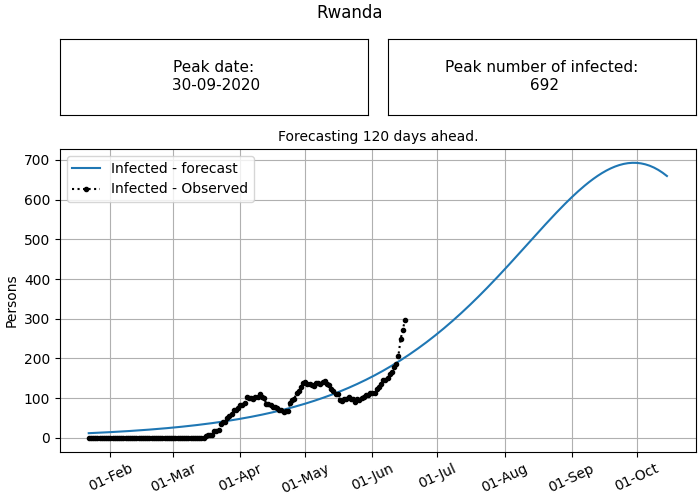 Rwanda
Peak date:
30-09-2020
Peak number of infected:
692
Forecasting 120 days ahead.
Infected - forecast
Infected - Observed
Persons
700
600
500
400
300
200
100
0
01-Feb
01-Mar
01-Apr
01-May
01-Jun
01-Jul
01-Aug
01-Sep
01-Oct